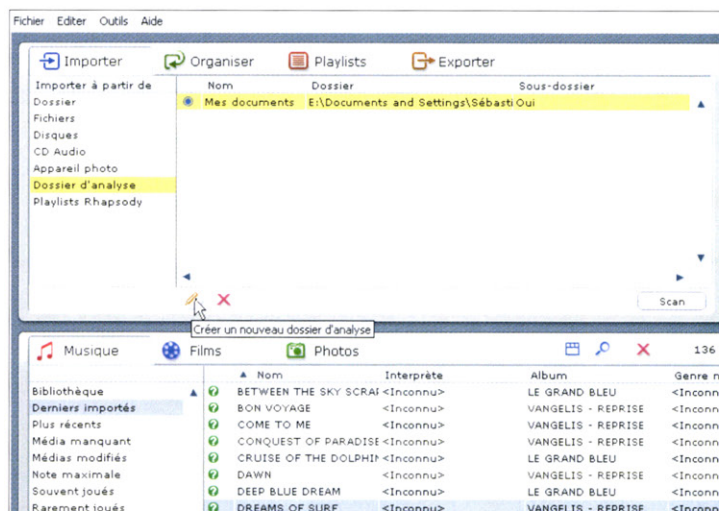 Fichier Editer Outils Aide
Importer Organiser Playlists Exporter
Importer à partir de
Dossier
Fichiers
Disques
CD Audio
Appareil photo
Dossier d'analyse
Playlists Rhapsody
Nom Dossier Sous-dossier
Mes documents E:\Documents and Settings\Sébasti Oui
Scan
Créer un nouveau dossier d'analyse
Musique Films Photos 136
Bibliothèque
Derniers importés
Plus récents
Média manquant
Médias modifiés
Note maximale
Souvent joués
Rarement joués
Nom Interprète Album Genre n
BETWEEN THE SKY SCRAF <Inconnu> LE GRAND BLEU <Inconn
BON VOYAGE <Inconnu> VANGELIS - REPRISE <Inconn
COME TO ME <Inconnu> VANGELIS - REPRISE <Inconn
CONQUEST OF PARADISE <Inconnu> VANGELIS - REPRISE <Inconn
CRUISE OF THE DOLPHIN <Inconnu> LE GRAND BLEU <Inconn
DAWN <Inconnu> VANGELIS - REPRISE <Inconn
DEEP BLUE DREAM <Inconnu> LE GRAND BLEU <Inconn
DREAMS OF SURF <Inconnu> VANGELIS - REPRISE <Inconn